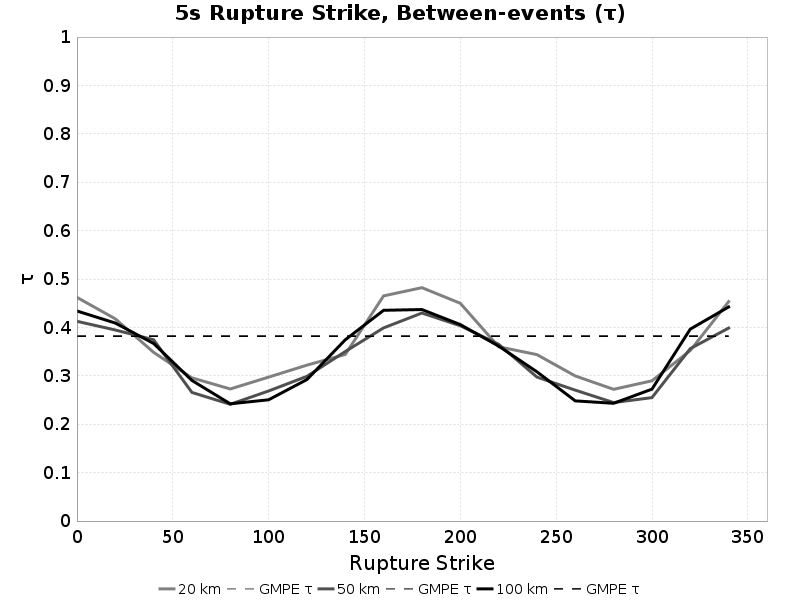 5s Rupture Strike, Between-events (τ)
1
0.9
0.8
0.7
0.6
0.5
0.4
0.3
0.2
0.1
0
τ
0 50 100 150 200 250 300 350
Rupture Strike
20 km GMPE τ 50 km GMPE τ 100 km GMPE τ